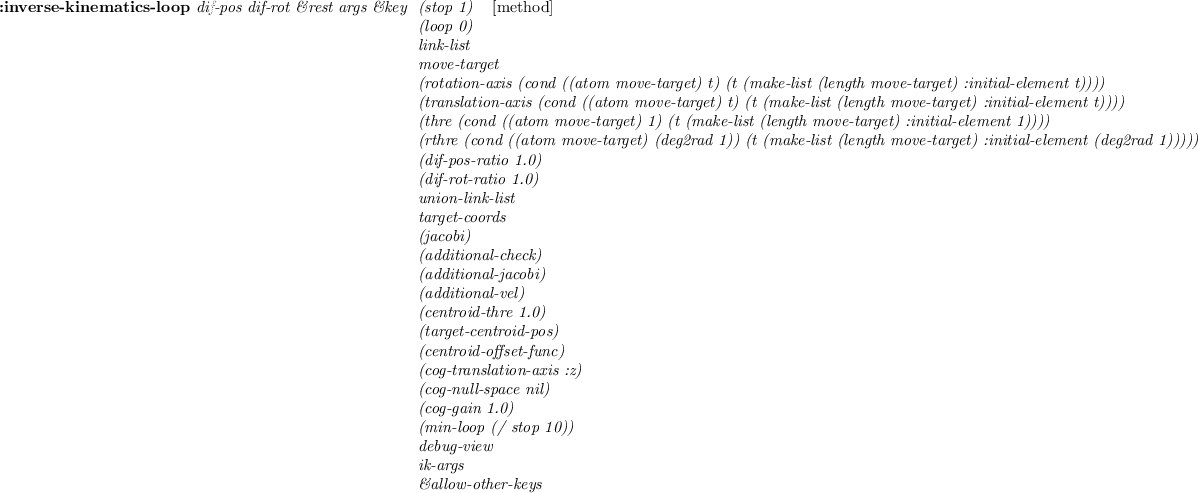 :inverse-kinematics-loop dif-pos dif-rot &rest args &key (stop 1) [method]
(loop 0)
link-list
move-target
(rotation-axis (cond ((atom move-target) t) (t (make-list (length move-target) :initial-element t))))
(translation-axis (cond ((atom move-target) t) (t (make-list (length move-target) :initial-element t))))
(thre (cond ((atom move-target) 1) (t (make-list (length move-target) :initial-element 1))))
(rthre (cond ((atom move-target) (deg2rad 1)) (t (make-list (length move-target) :initial-element (deg2rad 1)))))
(dif-pos-ratio 1.0)
(dif-rot-ratio 1.0)
union-link-list
target-coords
(jacobi)
(additional-check)
(additional-jacobi)
(additional-vel)
(centroid-thre 1.0)
(target-centroid-pos)
(centroid-offset-func)
(cog-translation-axis :z)
(cog-null-space nil)
(cog-gain 1.0)
(min-loop (/ stop 10))
debug-view
ik-args
&allow-other-keys